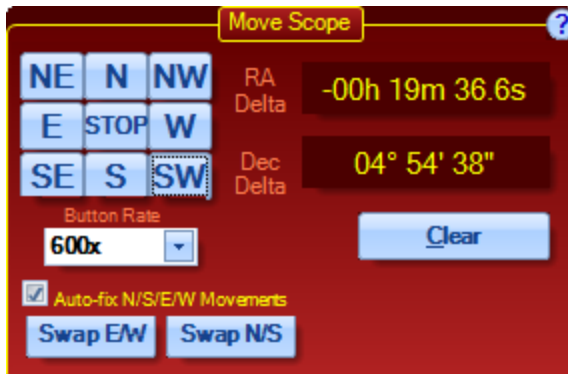 Move Scope
?
NE N NW
E STOP W
SE S SW
RA
Delta
-00h 19m 36.6s
Dec
Delta
04° 54' 38"
Button Rate
600x
Clear
Auto-fix N/S/E/W Movements
Swap E/W Swap N/S